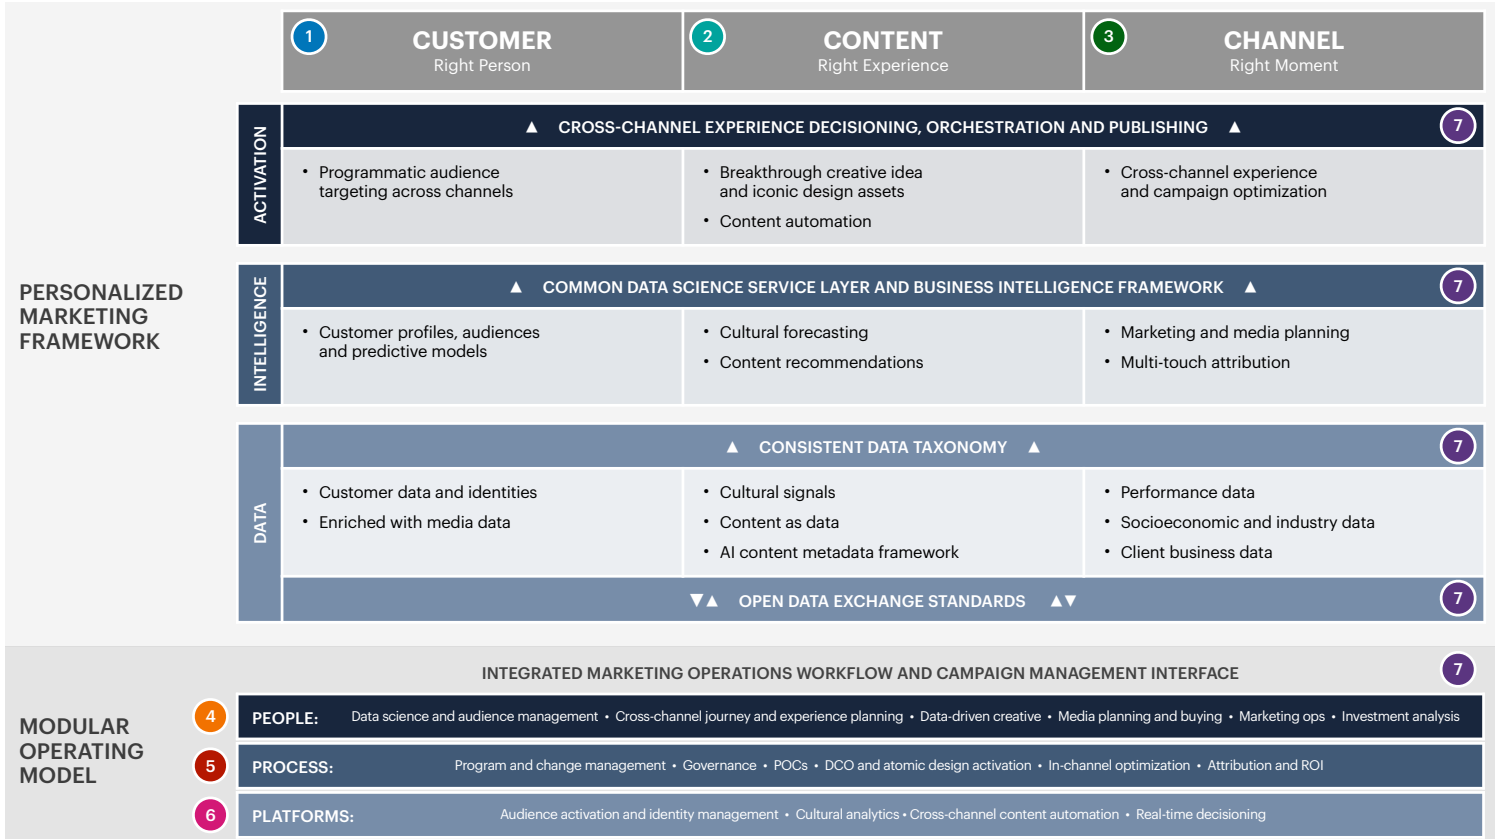 1
CUSTOMER
Right Person
2
CONTENT
Right Experience
3
CHANNEL
Right Moment
PERSONALIZED
MARKETING
FRAMEWORK
ACTIVATION
▲ CROSS-CHANNEL EXPERIENCE DECISIONING, ORCHESTRATION AND PUBLISHING ▲
7
• Programmatic audience
targeting across channels
• Breakthrough creative idea
and iconic design assets
• Content automation
• Cross-channel experience
and campaign optimization
INTELLIGENCE
▲ COMMON DATA SCIENCE SERVICE LAYER AND BUSINESS INTELLIGENCE FRAMEWORK ▲
7
• Customer profiles, audiences
and predictive models
• Cultural forecasting
• Content recommendations
• Marketing and media planning
• Multi-touch attribution
DATA
▲ CONSISTENT DATA TAXONOMY ▲
7
• Customer data and identities
• Enriched with media data
• Cultural signals
• Content as data
• AI content metadata framework
• Performance data
• Socioeconomic and industry data
• Client business data
▼▲ OPEN DATA EXCHANGE STANDARDS ▲▼
7
MODULAR
OPERATING
MODEL
INTEGRATED MARKETING OPERATIONS WORKFLOW AND CAMPAIGN MANAGEMENT INTERFACE
7
4
PEOPLE: Data science and audience management • Cross-channel journey and experience planning • Data-driven creative • Media planning and buying • Marketing ops • Investment analysis
5
PROCESS: Program and change management • Governance • POCs • DCO and atomic design activation • In-channel optimization • Attribution and ROI
6
PLATFORMS: Audience activation and identity management • Cultural analytics • Cross-channel content automation • Real-time decisioning